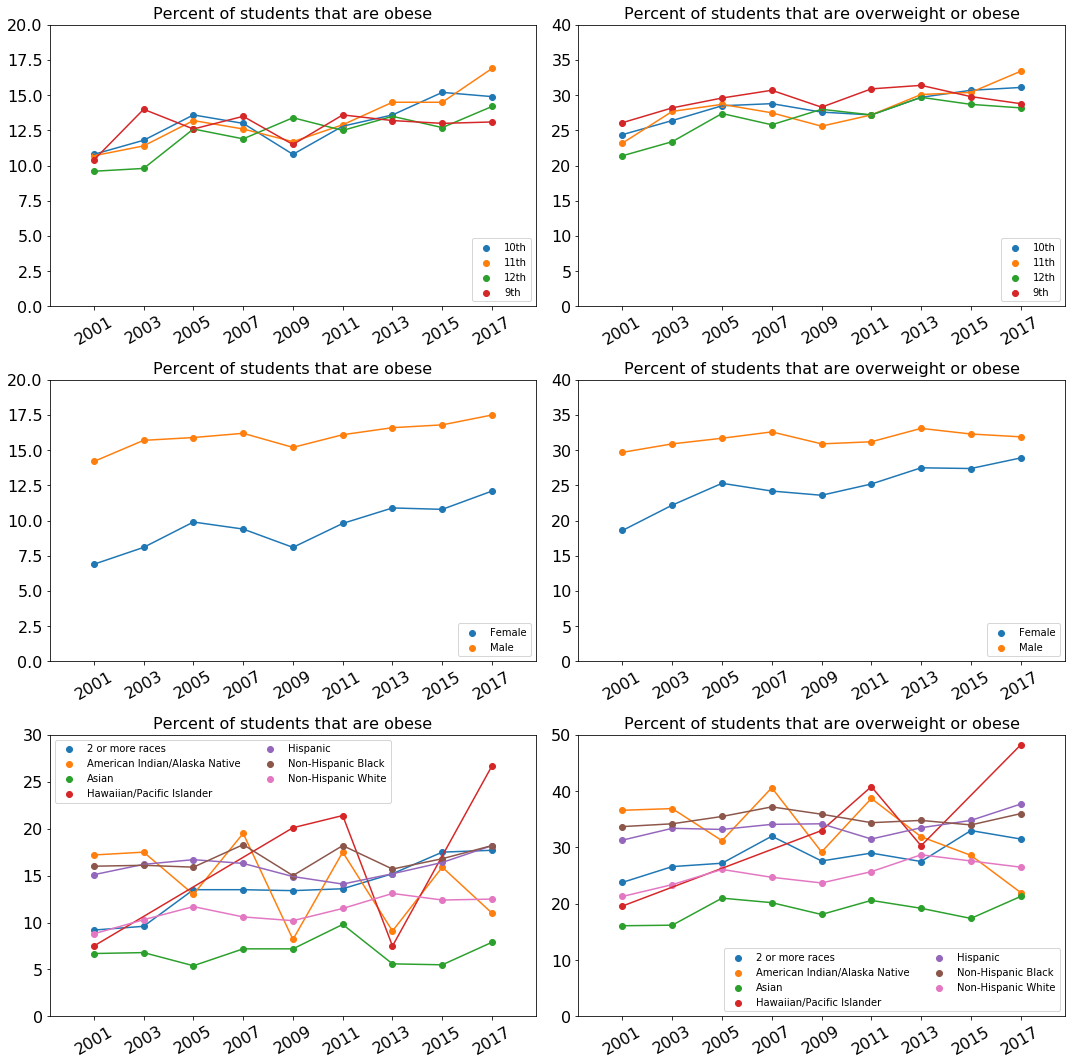 Percent of students that are obese
20.0
17.5
15.0
12.5
10.0
7.5
5.0
2.5
0.0
10th
11th
12th
9th
2001 2003 2005 2007 2009 2011 2013 2015 2017
Percent of students that are overweight or obese
40
35
30
25
20
15
10
5
0
10th
11th
12th
9th
2001 2003 2005 2007 2009 2011 2013 2015 2017
Percent of students that are obese
20.0
17.5
15.0
12.5
10.0
7.5
5.0
2.5
0.0
Female
Male
2001 2003 2005 2007 2009 2011 2013 2015 2017
Percent of students that are overweight or obese
40
35
30
25
20
15
10
5
0
Female
Male
2001 2003 2005 2007 2009 2011 2013 2015 2017
Percent of students that are obese
30
25
20
15
10
5
0
2 or more races
American Indian/Alaska Native
Asian
Hawaiian/Pacific Islander
Hispanic
Non-Hispanic Black
Non-Hispanic White
2001 2003 2005 2007 2009 2011 2013 2015 2017
Percent of students that are overweight or obese
50
40
30
20
10
0
2 or more races
American Indian/Alaska Native
Asian
Hawaiian/Pacific Islander
Hispanic
Non-Hispanic Black
Non-Hispanic White
2001 2003 2005 2007 2009 2011 2013 2015 2017